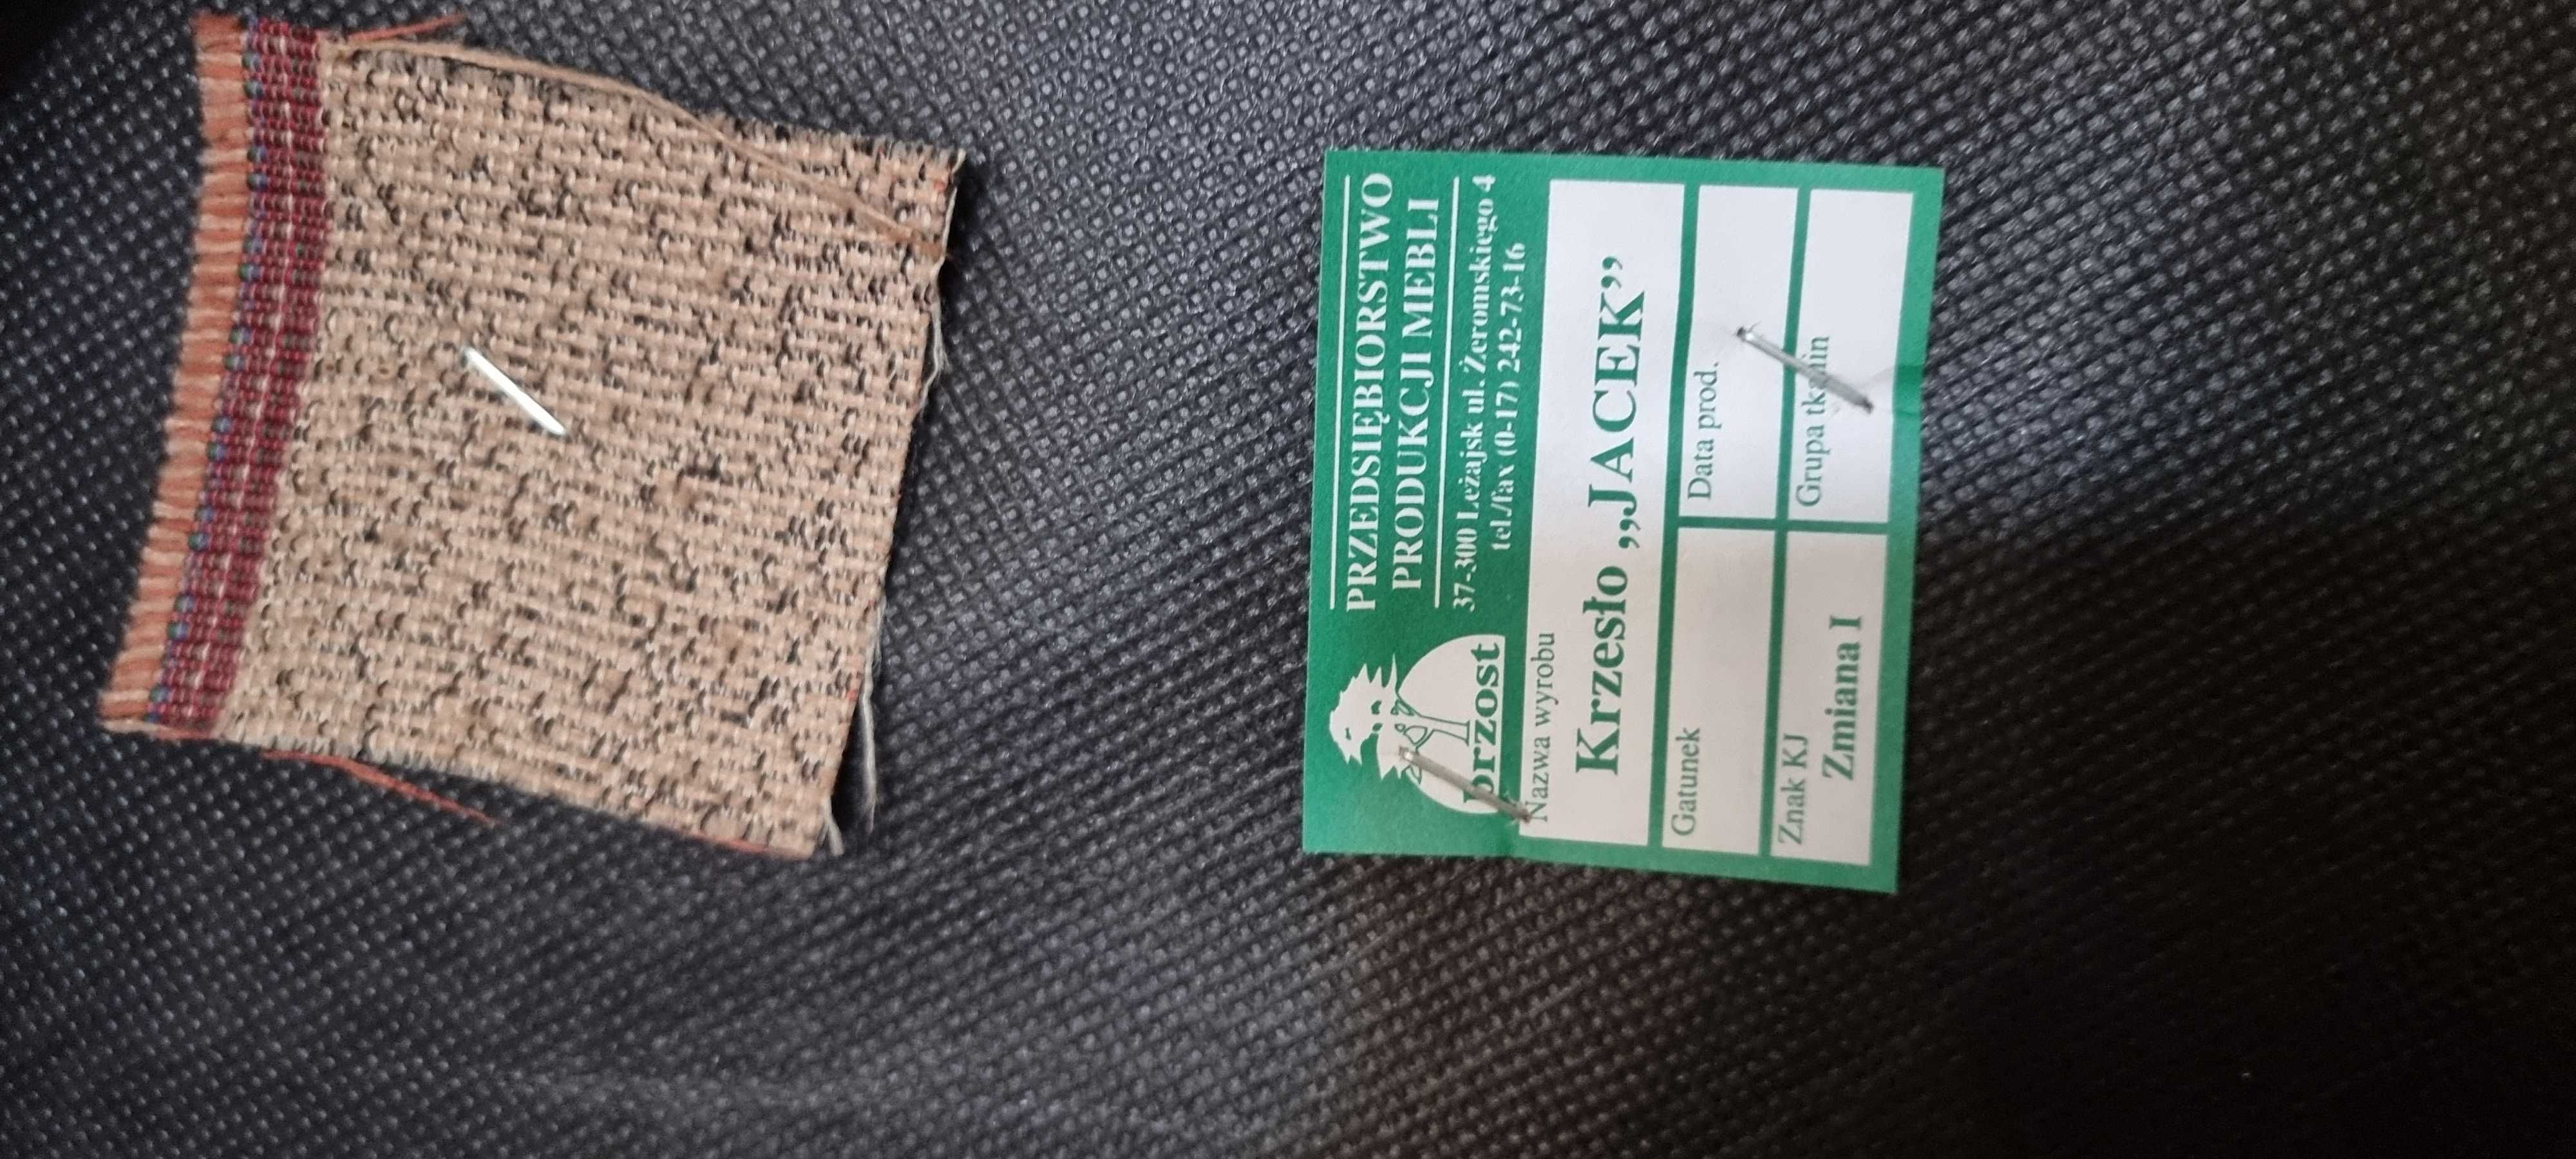 PRZEDSIĘBIORSTWO
PRODUKCJI MEBLI
37-300 Leżajsk ul. Żeromskiego 4
tel./fax (0-17) 242-73-16
brzost
Nazwa wyrobu
Krzesło „JACEK”
Gatunek
Data prod.
Znak KJ
Zmiana I
Grupa tkanin